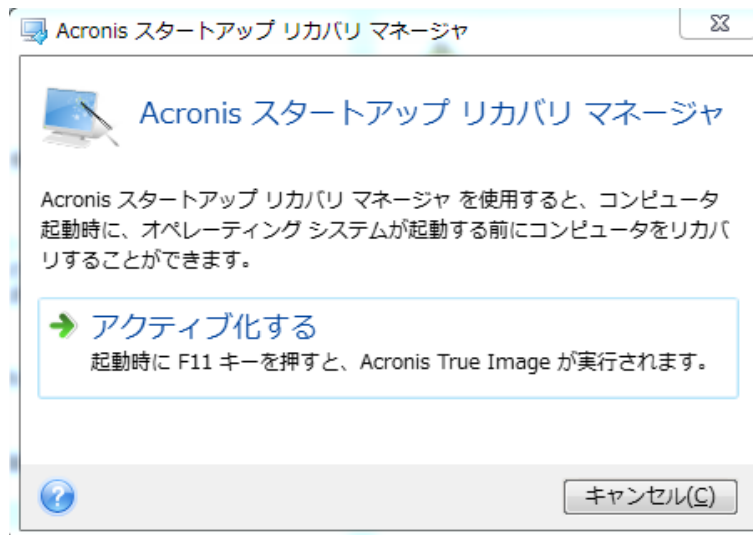 Acronis スタートアップ リカバリ マネージャ
Acronis スタートアップ リカバリ マネージャ
Acronis スタートアップ リカバリ マネージャ を使用すると、コンピュータ
起動時に、オペレーティング システムが起動する前にコンピュータをリカバ
リすることができます。
アクティブ化する
起動時に F11 キーを押すと、Acronis True Image が実行されます。
?
キャンセル(C)